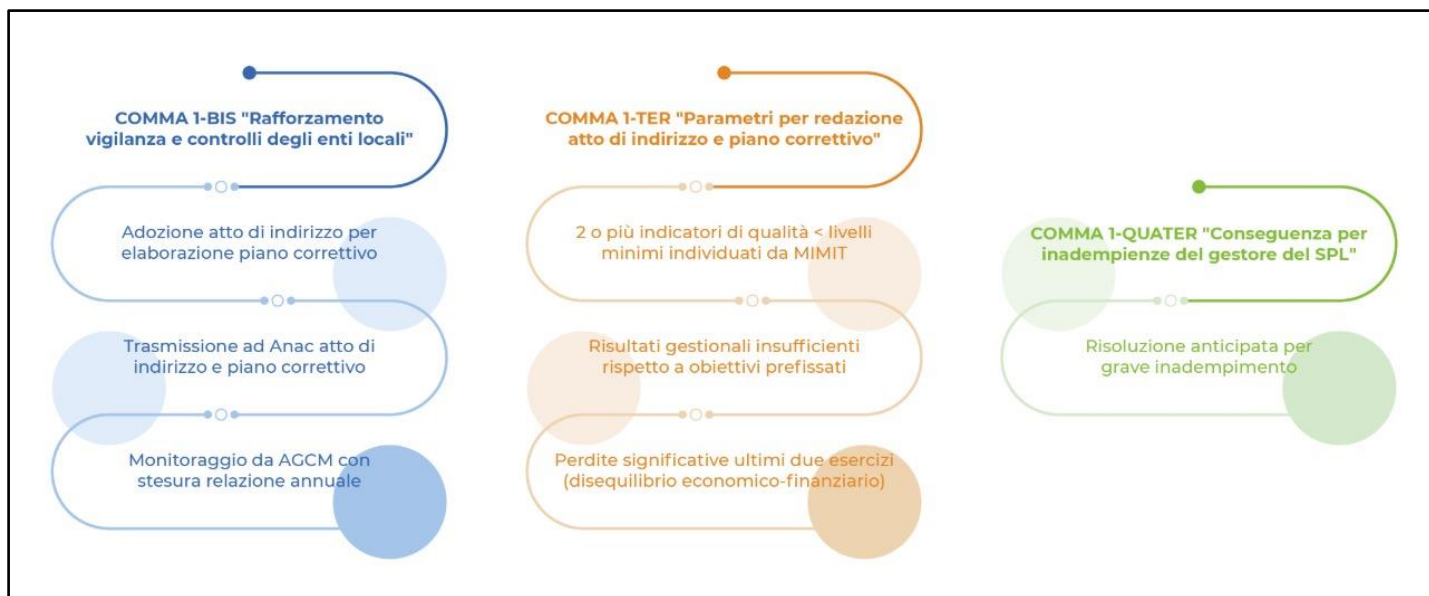 COMMA 1-BIS "Rafforzamento
vigilanza e controlli degli enti locali"
Adozione atto di indirizzo per
elaborazione piano correttivo
Trasmissione ad Anac atto di
indirizzo e piano correttivo
Monitoraggio da AGCM con
stesura relazione annuale
COMMA 1-TER "Parametri per redazione
atto di indirizzo e piano correttivo"
2 o più indicatori di qualità < livelli
minimi individuati da MIMIT
Risultati gestionali insufficienti
rispetto a obiettivi prefissati
Perdite significative ultimi due esercizi
(disequilibrio economico-finanziario)
COMMA 1-QUATER "Conseguenza per
inadempienze del gestore del SPL"
Risoluzione anticipata per
grave inadempimento